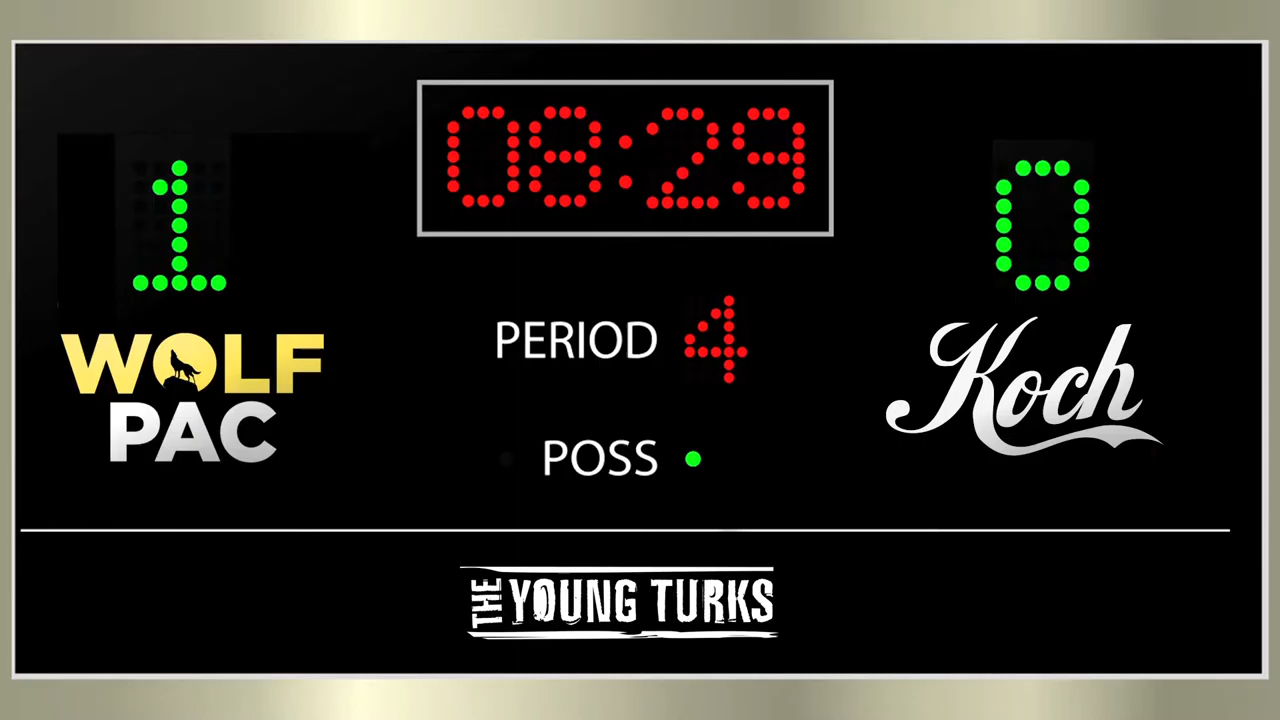 08:29
1
0
WOLF
PAC
PERIOD 4
Koch
POSS
THE YOUNG TURKS